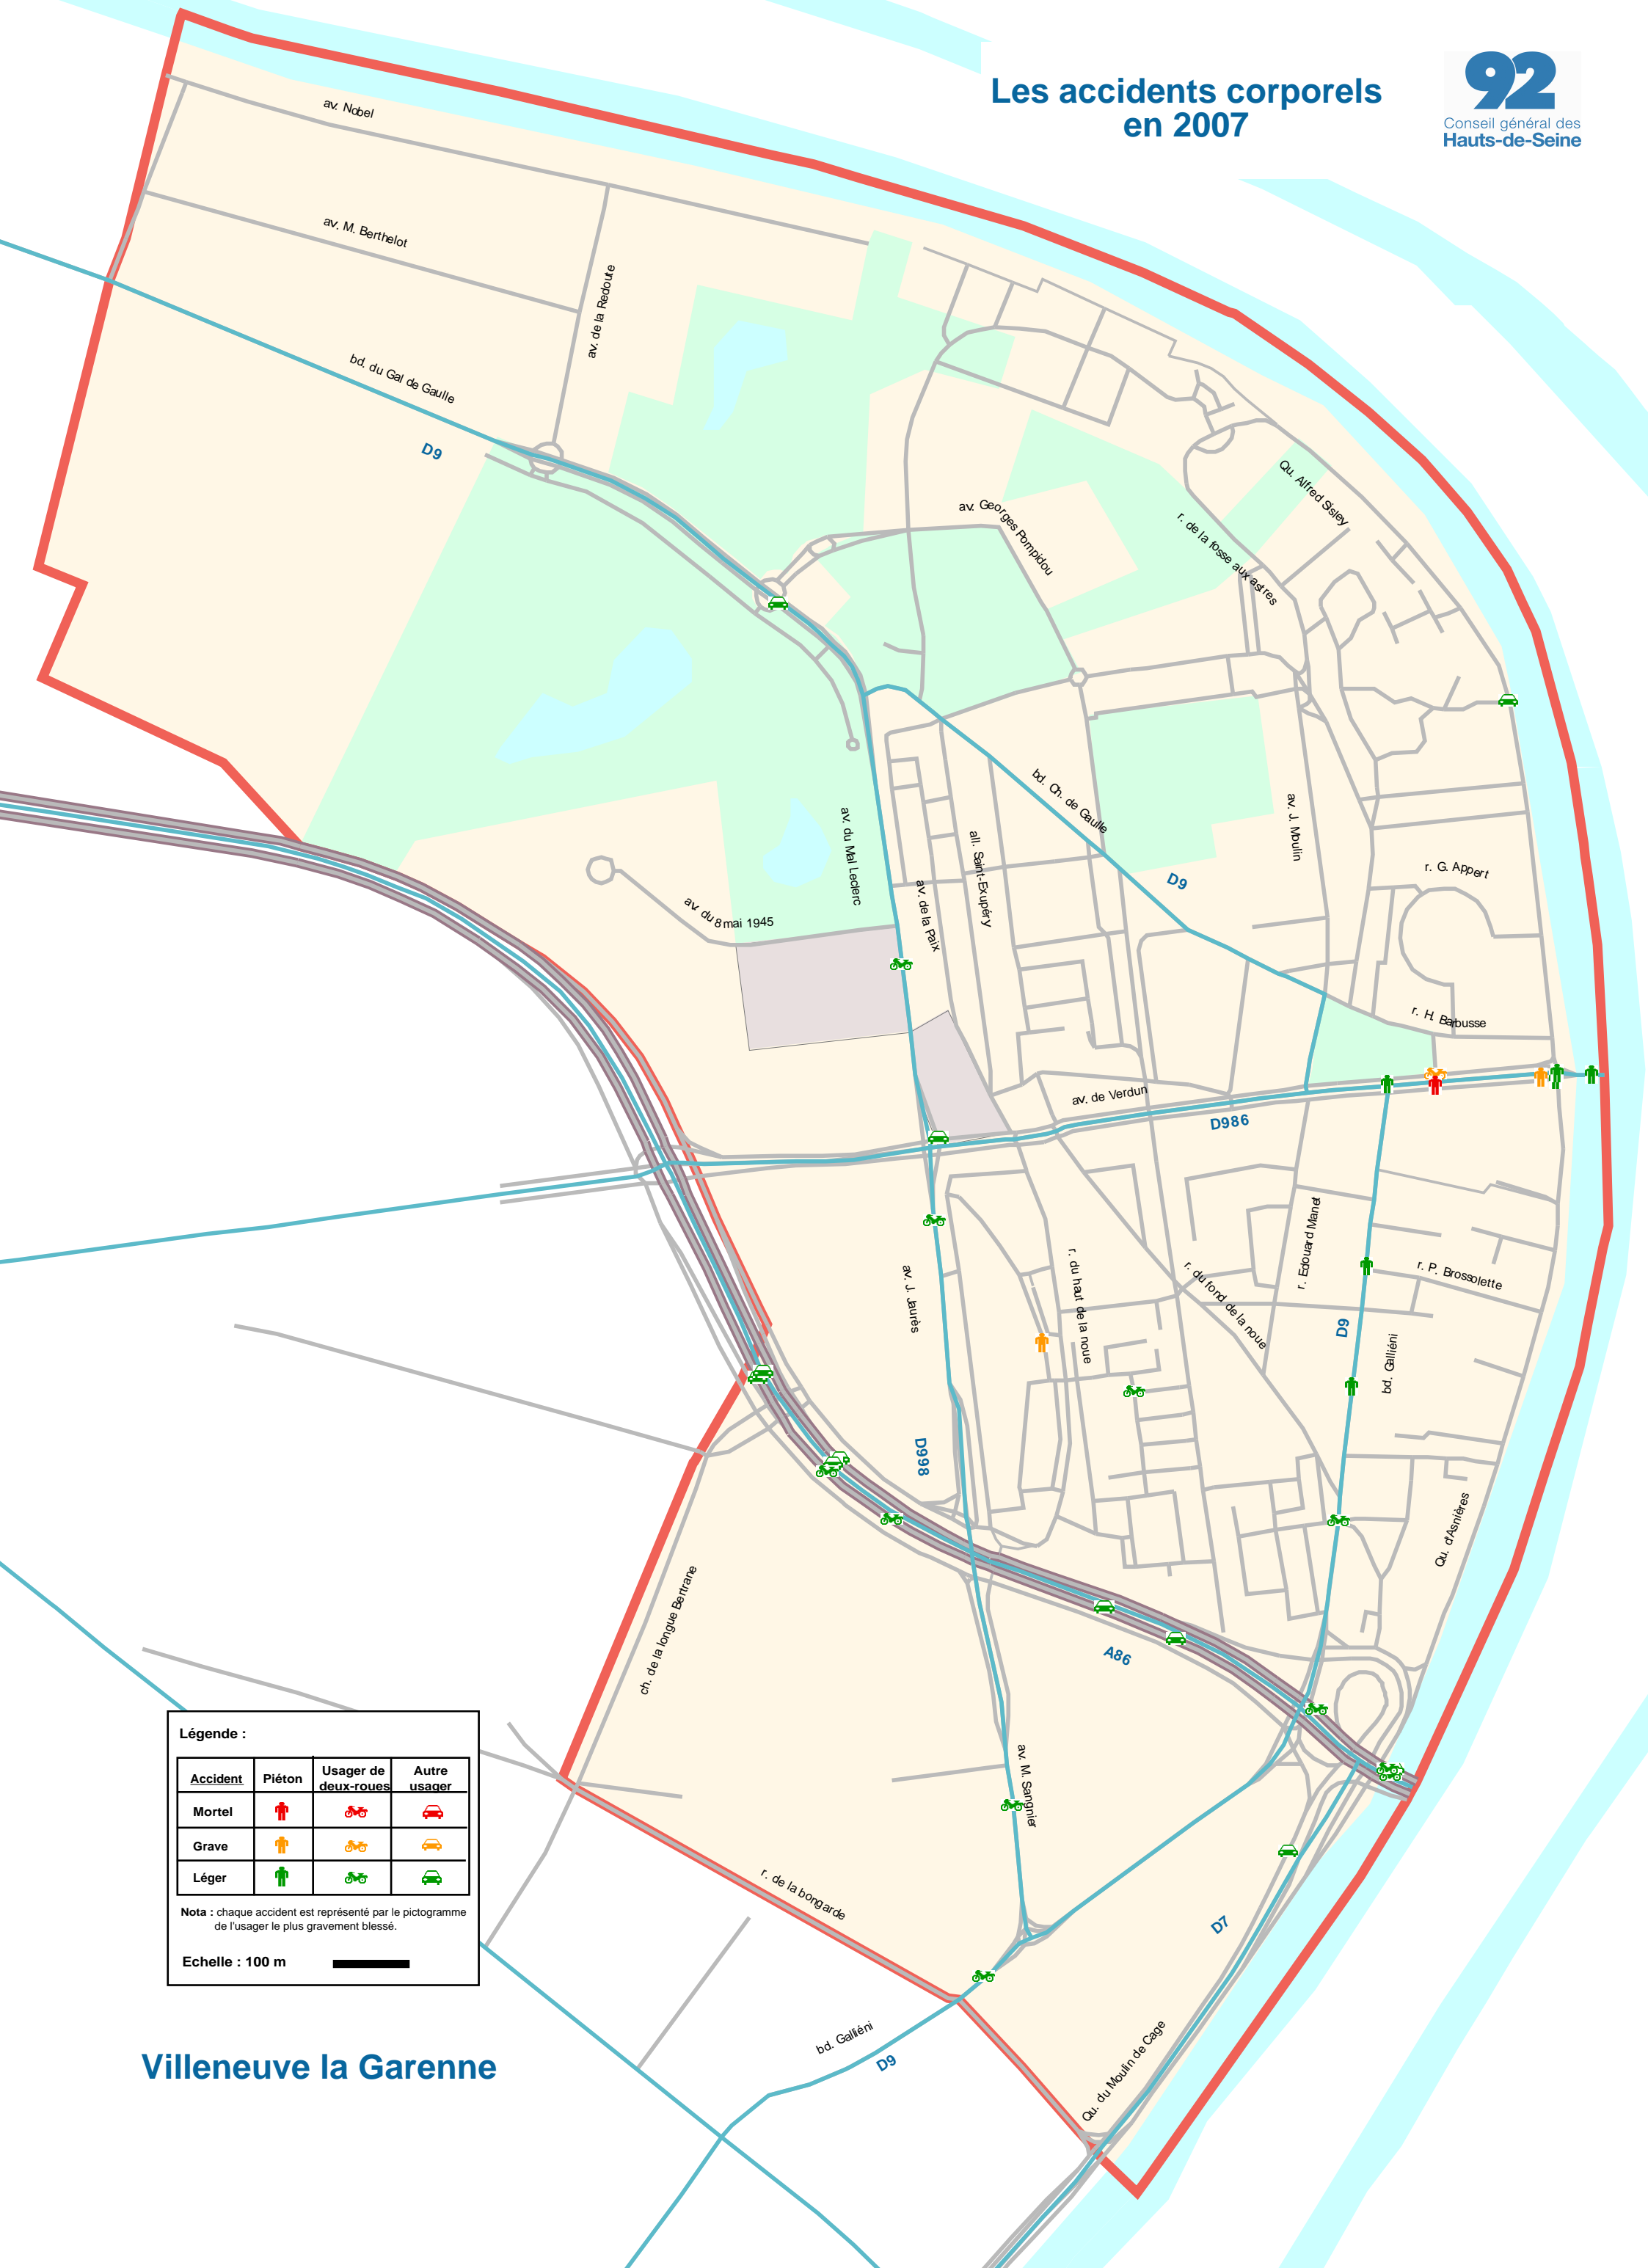 Les accidents corporels
en 2007
92
Conseil général des
Hauts-de-Seine
av. Nobel
av. M. Berthelot
av. de la Redoute
bd. du Gal de Gaulle
D9
Qu. Alfred Sisley
av. Georges Pompidou
r. de la fosse aux astres
bd. Ch. de Gaulle
av. J. Moulin
av. du Mal Leclerc
all. Saint-Exupéry
r. G. Appert
D9
av. de la Paix
av. du 8 mai 1945
r. H. Barbusse
av. de Verdun
D986
r. Edouard Manet
r. du haut de la noue
r. du fond de la noue
r. P. Brossolette
av. J. Jaurès
D9
bd. Galliéni
D998
Qu. d'Asnières
ch. de la longue Bertrane
A86
av. M. Sangnier
r. de la bongarde
D7
bd. Galliéni
D9
Qu. du Moulin de Cage
Légende :
Accident Piéton Usager de deux-roues Autre usager
Mortel
Grave
Léger
Nota : chaque accident est représenté par le pictogramme
de l'usager le plus gravement blessé.
Echelle : 100 m
Villeneuve la Garenne